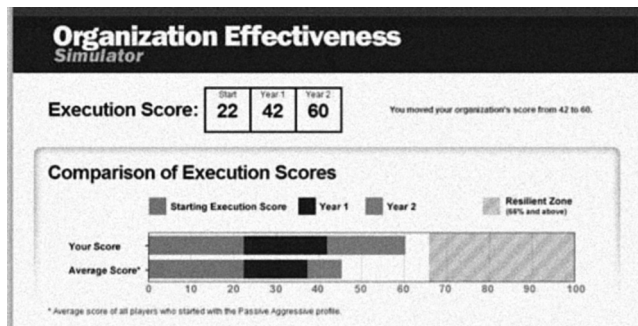 Organization Effectiveness
Simulator
Start Year 1 Year 2
Execution Score: 22 42 60
You moved your organization's score from 42 to 60.
Comparison of Execution Scores
Starting Execution Score Year 1 Year 2 Resilient Zone
(66% and above)
Your Score
Average Score*
0 10 20 30 40 50 60 70 80 90 100
* Average score of all players who started with the Passive Aggressive profile.